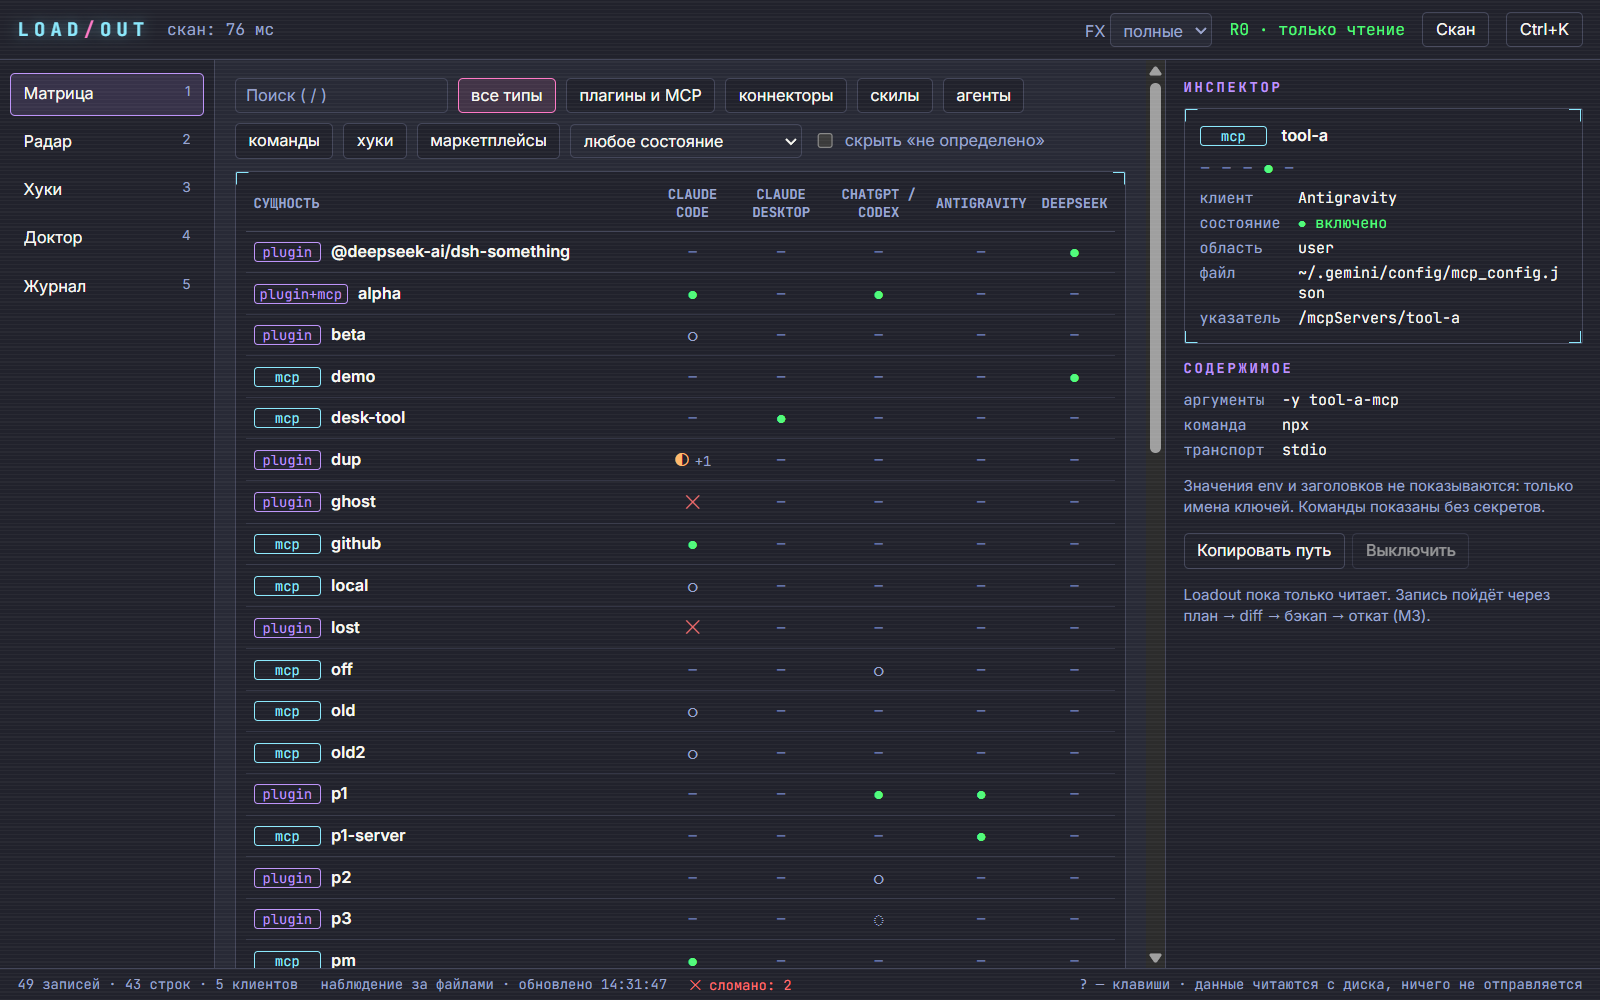 LOAD/OUT скан: 76 мс FX полные R0 · только чтение Скан Ctrl+K
Матрица 1
Радар 2
Хуки 3
Доктор 4
Журнал 5
Поиск ( / ) все типы плагины и MCP коннекторы скилы агенты
команды хуки маркетплейсы любое состояние скрыть «не определено»
СУЩНОСТЬ CLAUDE CODE CLAUDE DESKTOP CHATGPT / CODEX ANTIGRAVITY DEEPSEEK
plugin @deepseek-ai/dsh-something – – – – ●
plugin+mcp alpha ● – ● – –
plugin beta ○ – – – –
mcp demo – – – – ●
mcp desk-tool – ● – – –
plugin dup ◐ +1 – – – –
plugin ghost ✕ – – – –
mcp github ● – – – –
mcp local ○ – – – –
plugin lost ✕ – – – –
mcp off – – ○ – –
mcp old ○ – – – –
mcp old2 ○ – – – –
plugin p1 – – ● ● –
mcp p1-server – – – ● –
plugin p2 – – ○ – –
plugin p3 – – ◌ – –
mcp pm ● – – – –
ИНСПЕКТОР
mcp tool-a
– – – ● –
клиент Antigravity
состояние ● включено
область user
файл ~/.gemini/config/mcp_config.j
son
указатель /mcpServers/tool-a
СОДЕРЖИМОЕ
аргументы -y tool-a-mcp
команда npx
транспорт stdio
Значения env и заголовков не показываются: только
имена ключей. Команды показаны без секретов.
Копировать путь Выключить
Loadout пока только читает. Запись пойдёт через
план → diff → бэкап → откат (M3).
49 записей · 43 строк · 5 клиентов наблюдение за файлами · обновлено 14:31:47 ✕ сломано: 2 ? — клавиши · данные читаются с диска, ничего не отправляется